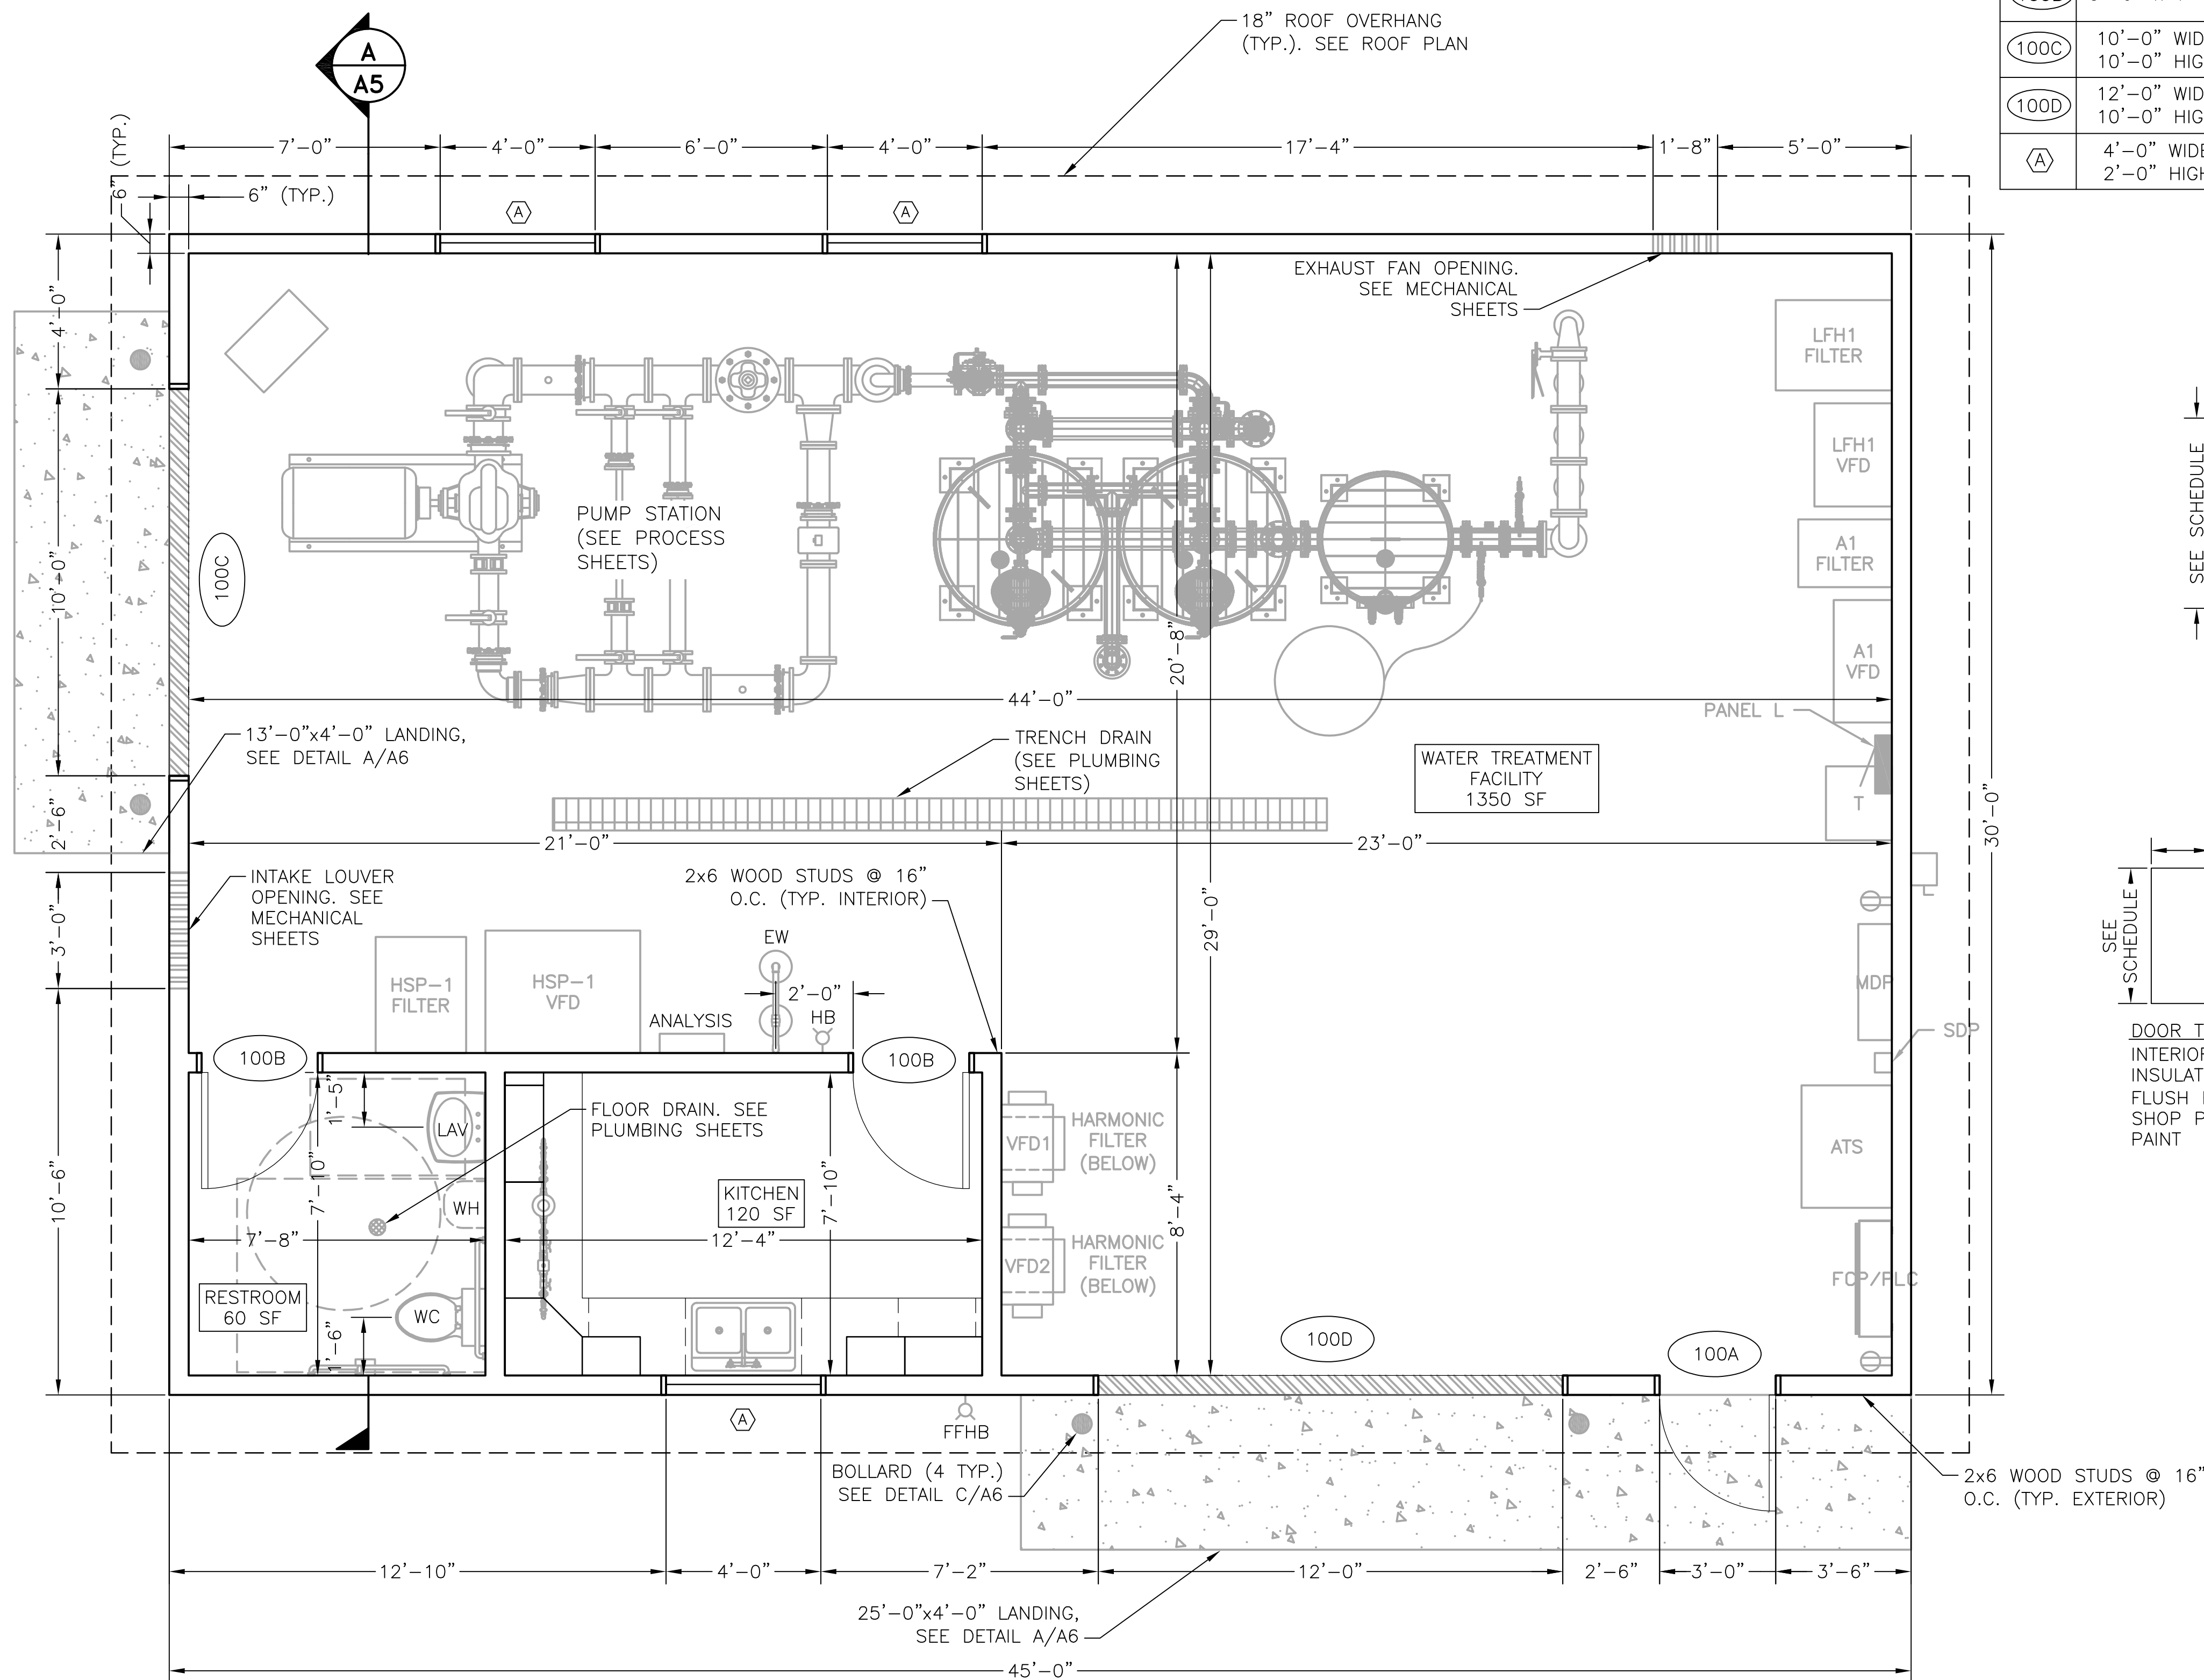 18" ROOF OVERHANG
(TYP.). SEE ROOF PLAN
A
A5
100C
10'-0" WID
10'-0" HIG
100D
12'-0" WID
10'-0" HIG
A
4'-0" WIDE
2'-0" HIGH
7'-0"
4'-0"
6'-0"
4'-0"
17'-4"
1'-8"
5'-0"
6" (TYP.)
6" (TYP.)
A
A
EXHAUST FAN OPENING.
SEE MECHANICAL
SHEETS
4'-0"
10'-0"
2'-6"
3'-0"
10'-6"
LFH1
FILTER
LFH1
VFD
A1
FILTER
A1
VFD
PANEL L
T
L
SEE SCHEDULE
100C
PUMP STATION
(SEE PROCESS
SHEETS)
20'-8"
44'-0"
13'-0"x4'-0" LANDING,
SEE DETAIL A/A6
TRENCH DRAIN
(SEE PLUMBING
SHEETS)
WATER TREATMENT
FACILITY
1350 SF
30'-0"
21'-0"
23'-0"
INTAKE LOUVER
OPENING. SEE
MECHANICAL
SHEETS
2x6 WOOD STUDS @ 16"
O.C. (TYP. INTERIOR)
29'-0"
EW
2'-0"
HB
HSP-1
FILTER
HSP-1
VFD
ANALYSIS
MDP
SDP
SEE
SCHEDULE
DOOR T
INTERIOR
INSULAT
FLUSH
SHOP P
PAINT
100B
100B
1'-5"
LAV
FLOOR DRAIN. SEE
PLUMBING SHEETS
VFD1
HARMONIC
FILTER
(BELOW)
ATS
7'-10"
WH
KITCHEN
120 SF
7'-10"
8'-4"
7'-8"
12'-4"
VFD2
HARMONIC
FILTER
(BELOW)
FCP/PLC
RESTROOM
60 SF
WC
1'-6"
100D
100A
A
FFHB
BOLLARD (4 TYP.)
SEE DETAIL C/A6
2x6 WOOD STUDS @ 16"
O.C. (TYP. EXTERIOR)
12'-10"
4'-0"
7'-2"
12'-0"
2'-6"
3'-0"
3'-6"
25'-0"x4'-0" LANDING,
SEE DETAIL A/A6
45'-0"